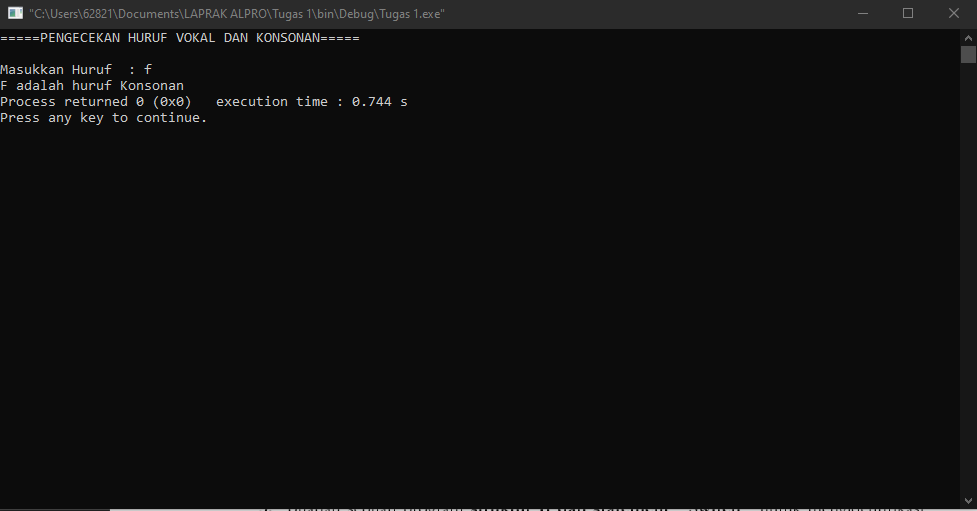 "C:\Users\62821\Documents\LAPRAK ALPRO\Tugas 1\bin\Debug\Tugas 1.exe"
=====PENGECEKAN HURUF VOKAL DAN KONSONAN=====
Masukkan Huruf  : f
F adalah huruf Konsonan
Process returned 0 (0x0)   execution time : 0.744 s
Press any key to continue.